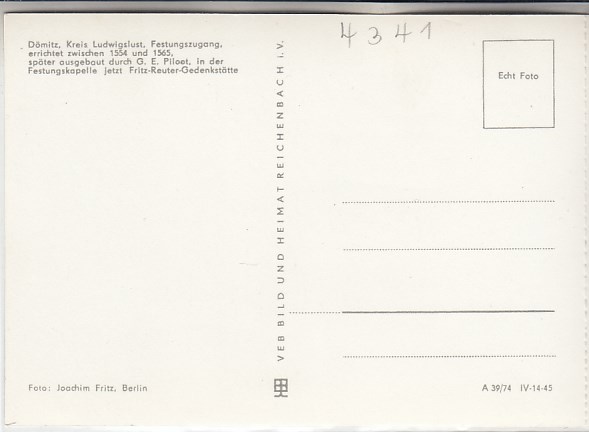 4341
Dömitz, Kreis Ludwigslust, Festungszugang,
errichtet zwischen 1554 und 1565,
später ausgebaut durch G. E. Piloot, in der
Festungskapelle jetzt Fritz-Reuter-Gedenkstätte
Echt Foto
VEB BILD UND HEIMAT REICHENBACH i. V.
Foto: Joachim Fritz, Berlin
A 39/74 IV-14-45